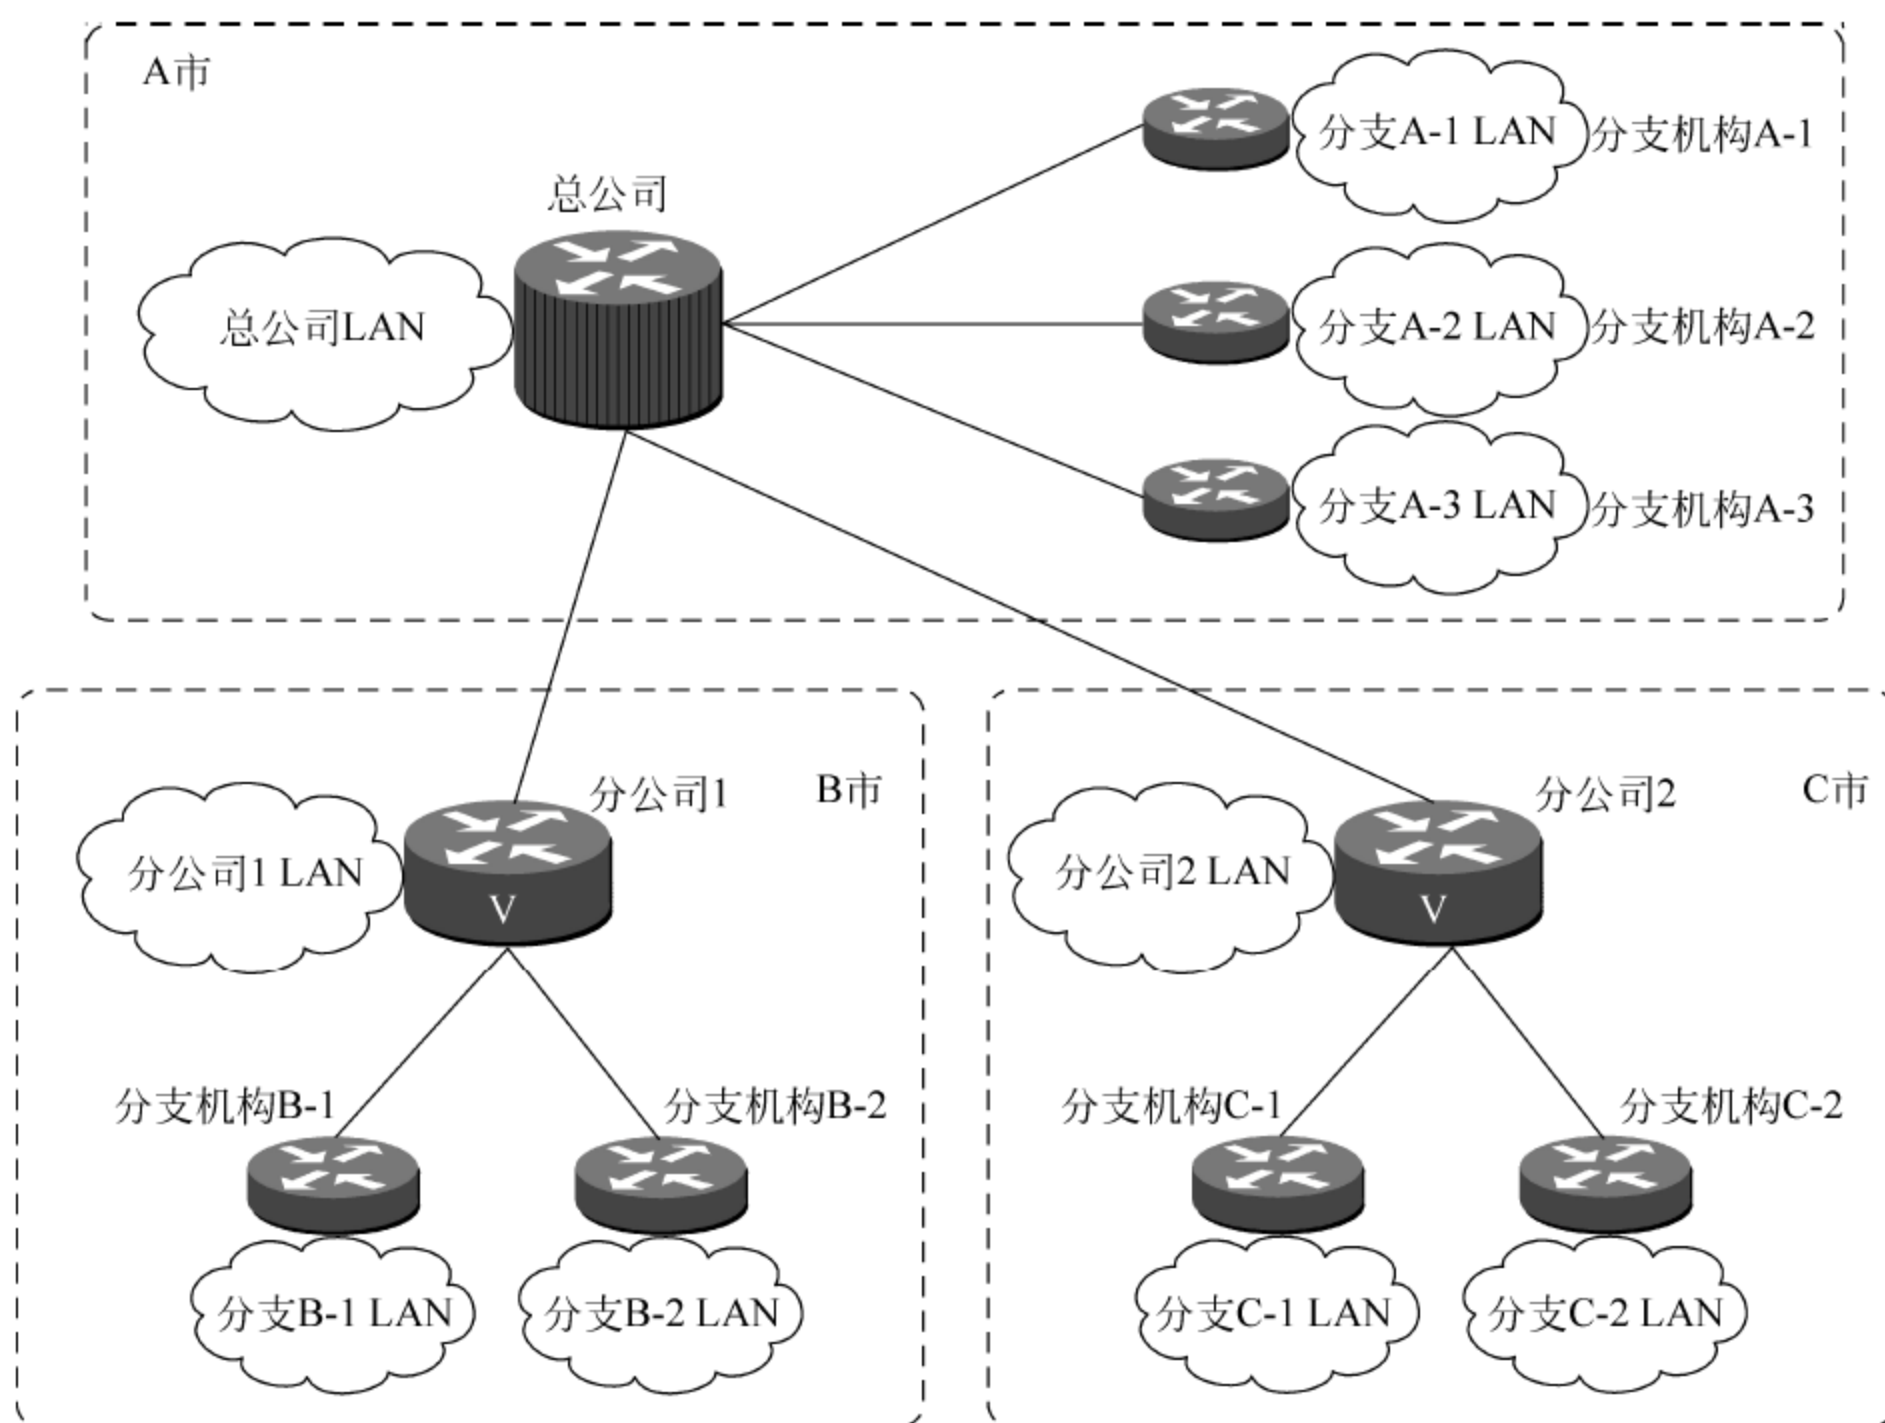 A市
分支A-1 LAN
分支机构A-1
总公司
总公司LAN
分支A-2 LAN
分支机构A-2
分支A-3 LAN
分支机构A-3
分公司1
B市
分公司1 LAN
V
分支机构B-1
分支机构B-2
分支B-1 LAN
分支B-2 LAN
分公司2
C市
分公司2 LAN
V
分支机构C-1
分支机构C-2
分支C-1 LAN
分支C-2 LAN